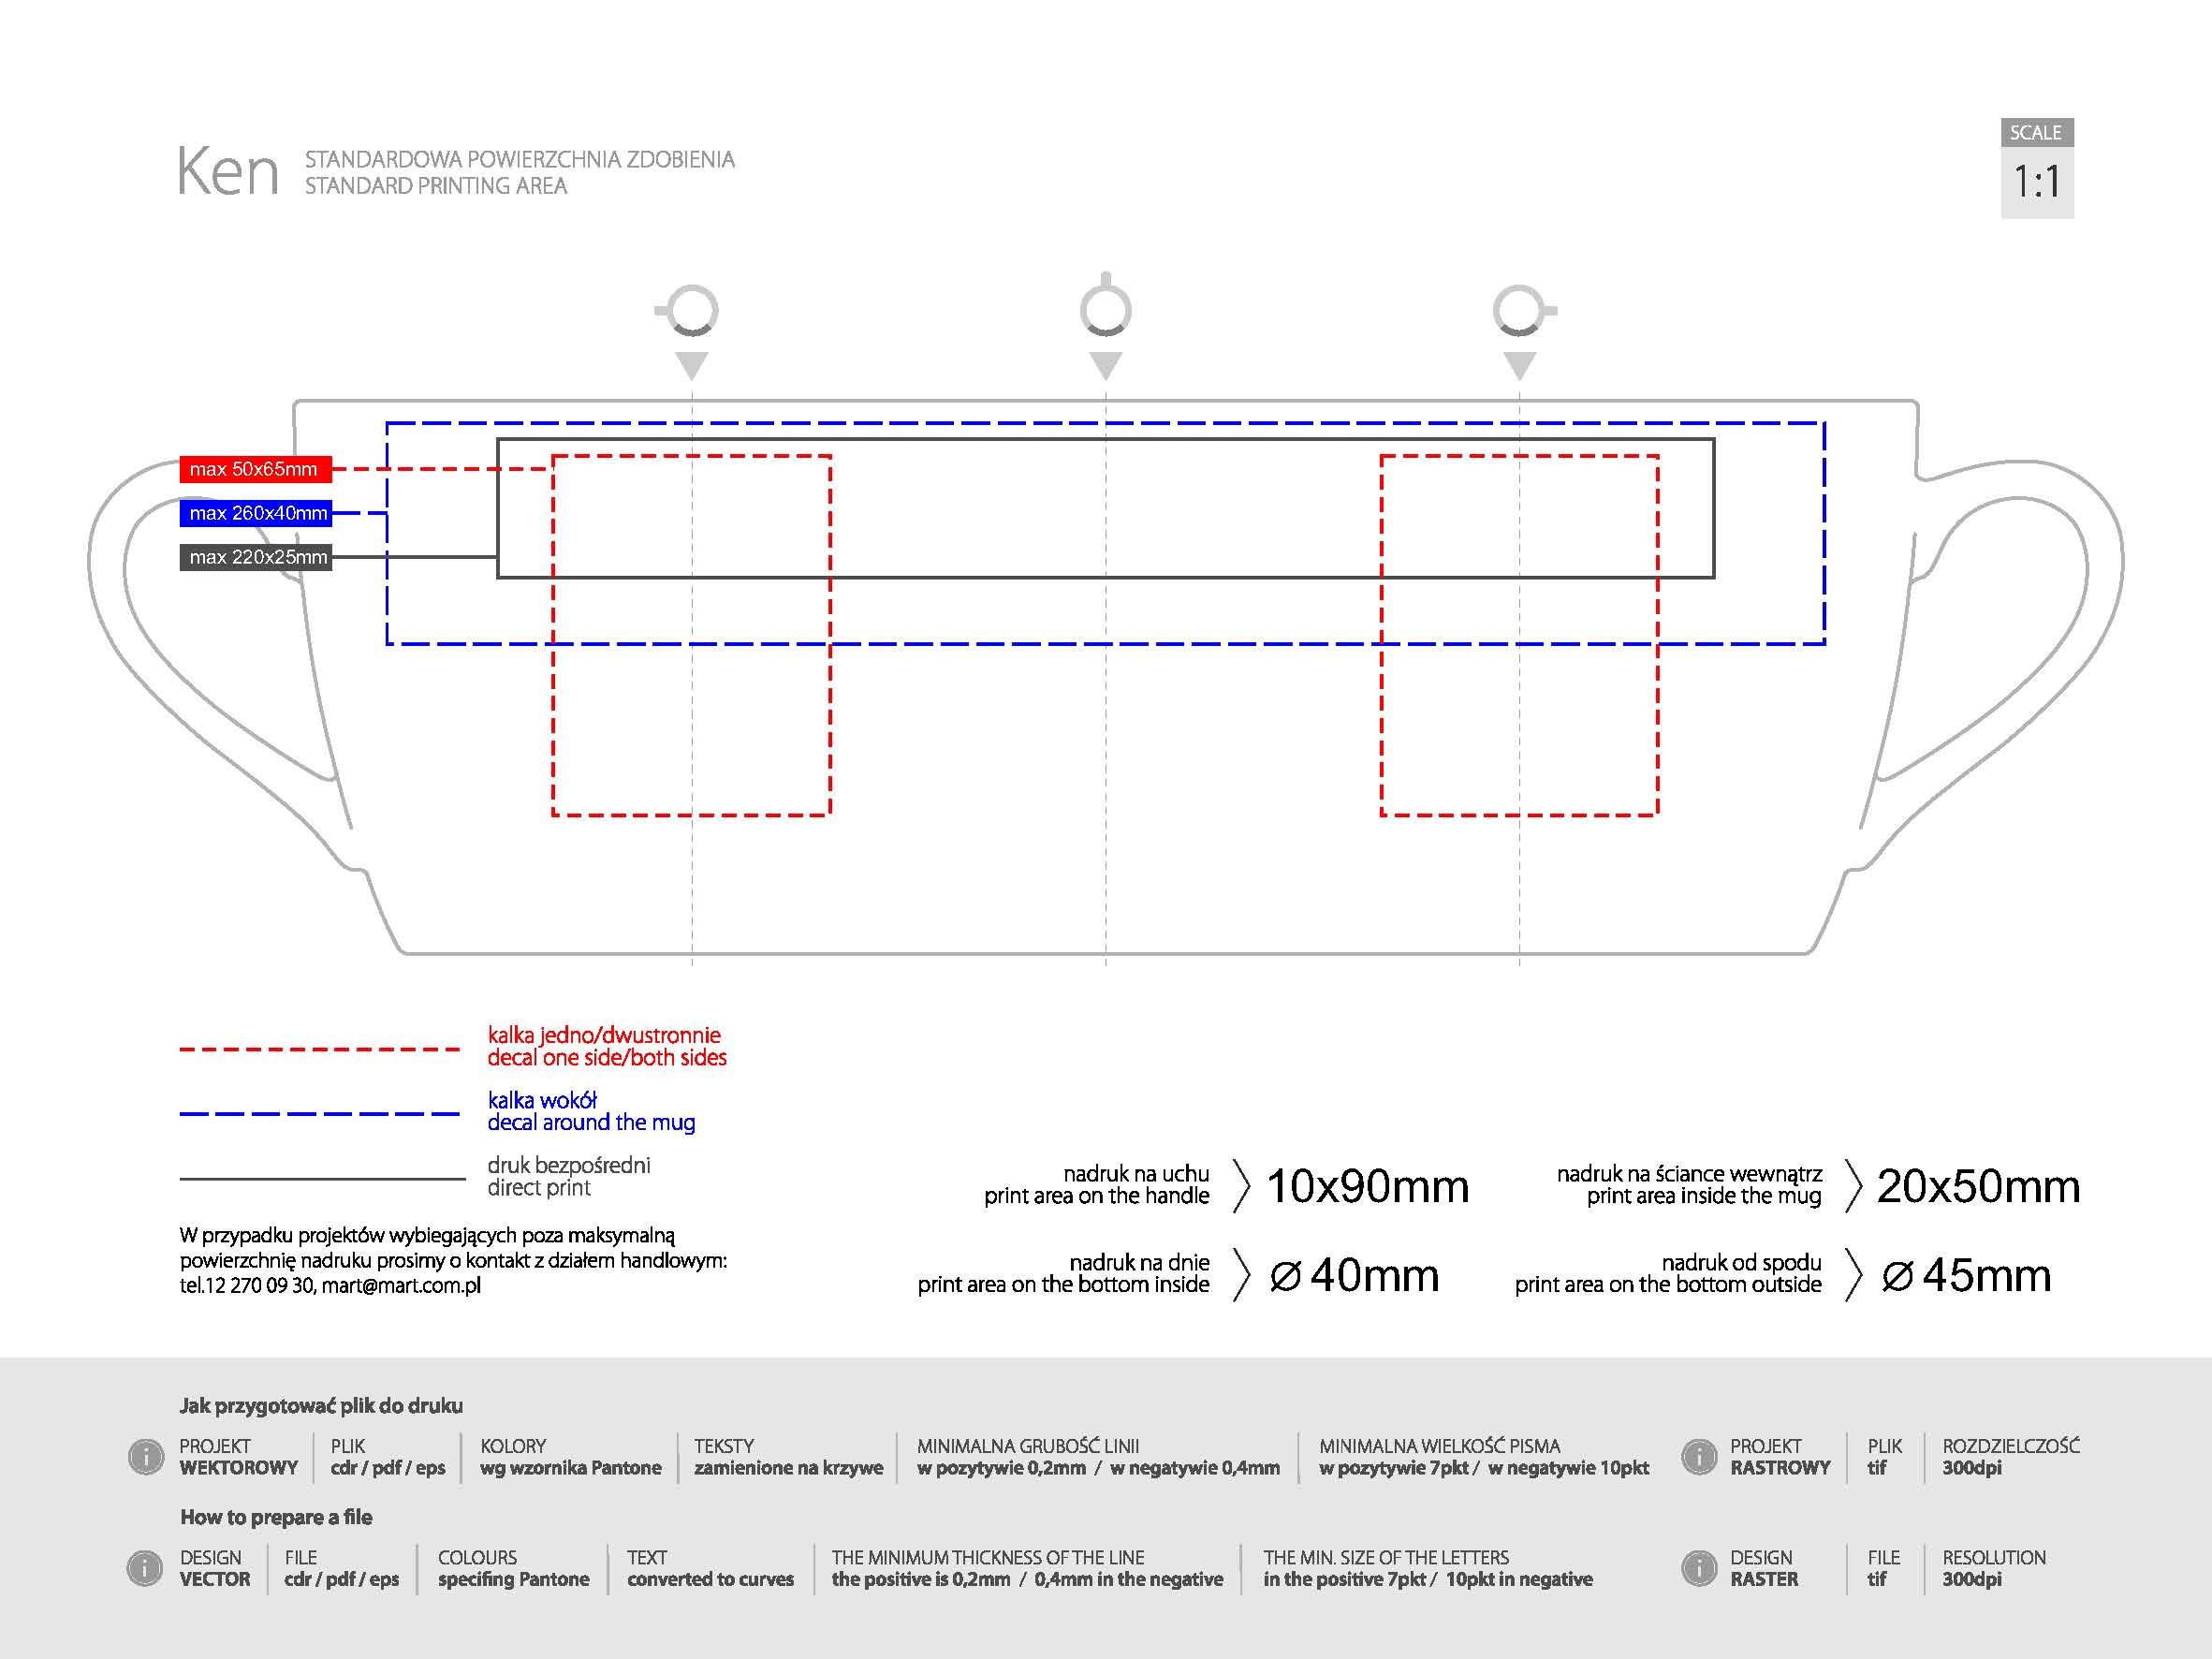 Ken
STANDARDOWA POWIERZCHNIA ZDOBIENIA
STANDARD PRINTING AREA
SCALE
1:1
max 50x65mm
max 260x40mm
max 220x25mm
kalka jedno/dwustronnie
decal one side/both sides
kalka wokół
decal around the mug
druk bezpośredni
direct print
W przypadku projektów wybiegających poza maksymalną
powierzchnię nadruku prosimy o kontakt z działem handlowym:
tel.12 270 09 30, mart@mart.com.pl
nadruk na uchu
print area on the handle
10x90mm
nadruk na ściance wewnątrz
print area inside the mug
20x50mm
nadruk na dnie
print area on the bottom inside
⌀ 40mm
nadruk od spodu
print area on the bottom outside
⌀ 45mm
Jak przygotować plik do druku
i
PROJEKT
WEKTOROWY
PLIK
cdr / pdf / eps
KOLORY
wg wzornika Pantone
TEKSTY
zamienione na krzywe
MINIMALNA GRUBOŚĆ LINII
w pozytywie 0,2mm / w negatywie 0,4mm
MINIMALNA WIELKOŚĆ PISMA
w pozytywie 7pkt / w negatywie 10pkt
i
PROJEKT
RASTROWY
PLIK
tif
ROZDZIELCZOŚĆ
300dpi
How to prepare a file
i
DESIGN
VECTOR
FILE
cdr / pdf / eps
COLOURS
specifing Pantone
TEXT
converted to curves
THE MINIMUM THICKNESS OF THE LINE
the positive is 0,2mm / 0,4mm in the negative
THE MIN. SIZE OF THE LETTERS
in the positive 7pkt / 10pkt in negative
i
DESIGN
RASTER
FILE
tif
RESOLUTION
300dpi